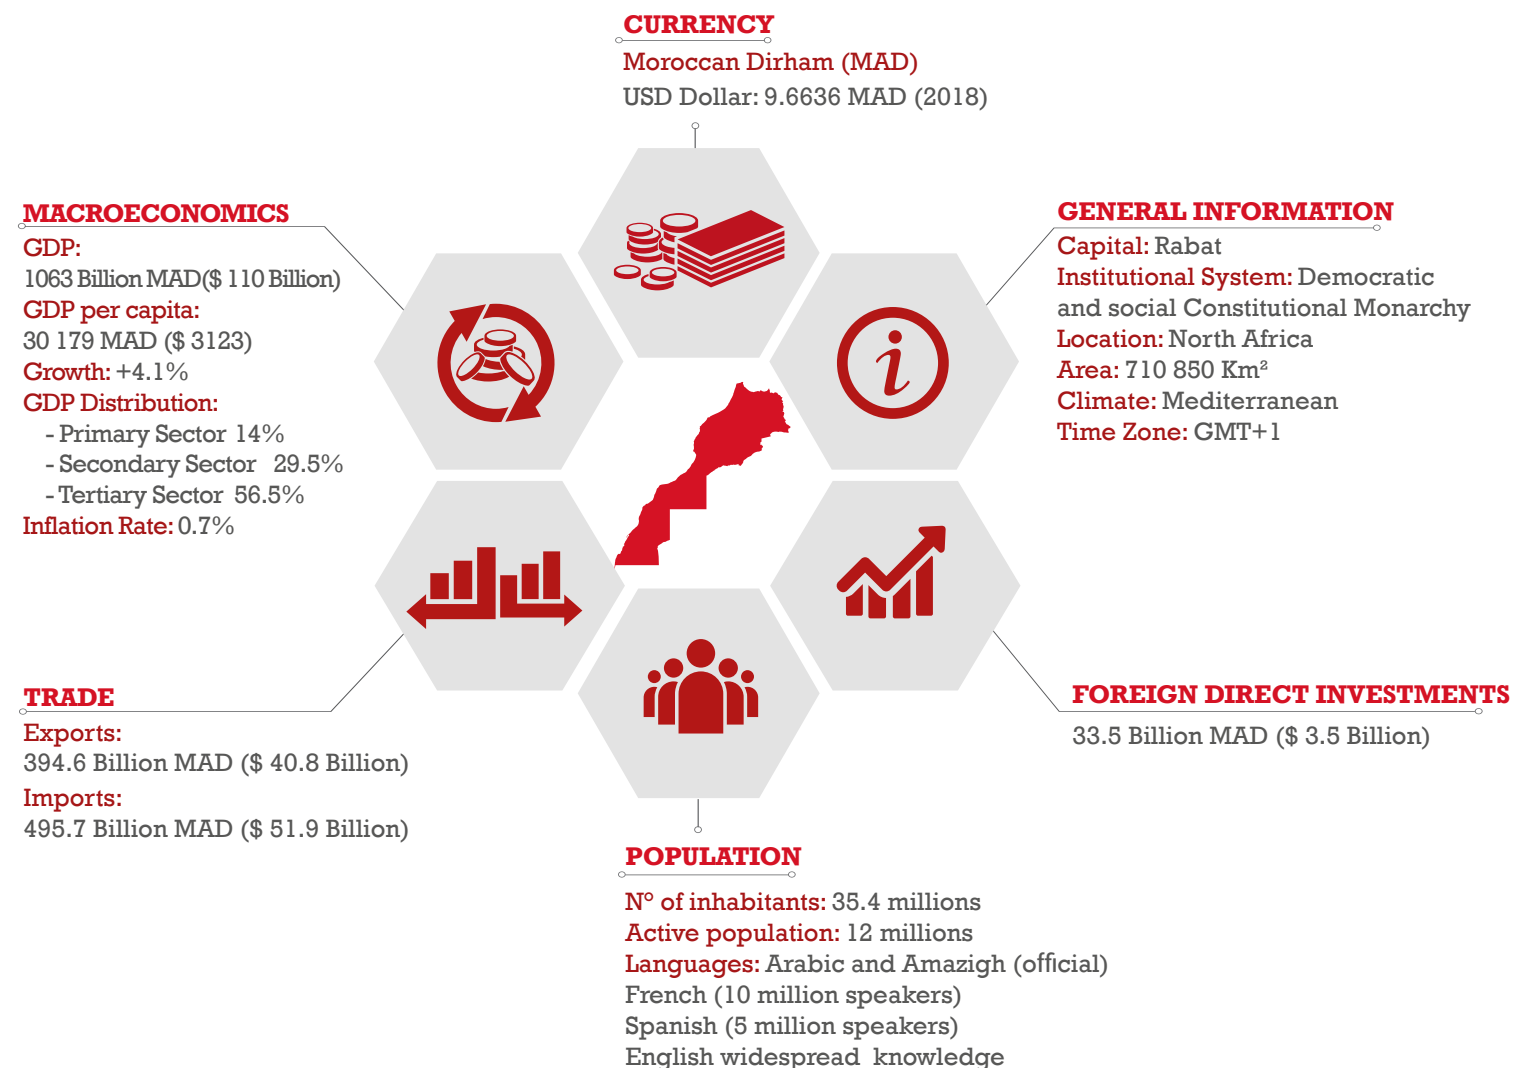 CURRENCY
Moroccan Dirham (MAD)
USD Dollar: 9.6636 MAD (2018)
MACROECONOMICS
GDP:
1063 Billion MAD($ 110 Billion)
GDP per capita:
30 179 MAD ($ 3123)
Growth: +4.1%
GDP Distribution:
- Primary Sector 14%
- Secondary Sector 29.5%
- Tertiary Sector 56.5%
Inflation Rate: 0.7%
GENERAL INFORMATION
Capital: Rabat
Institutional System: Democratic
and social Constitutional Monarchy
Location: North Africa
Area: 710 850 Km²
Climate: Mediterranean
Time Zone: GMT+1
TRADE
Exports:
394.6 Billion MAD ($ 40.8 Billion)
Imports:
495.7 Billion MAD ($ 51.9 Billion)
FOREIGN DIRECT INVESTMENTS
33.5 Billion MAD ($ 3.5 Billion)
POPULATION
N° of inhabitants: 35.4 millions
Active population: 12 millions
Languages: Arabic and Amazigh (official)
French (10 million speakers)
Spanish (5 million speakers)
English widespread knowledge